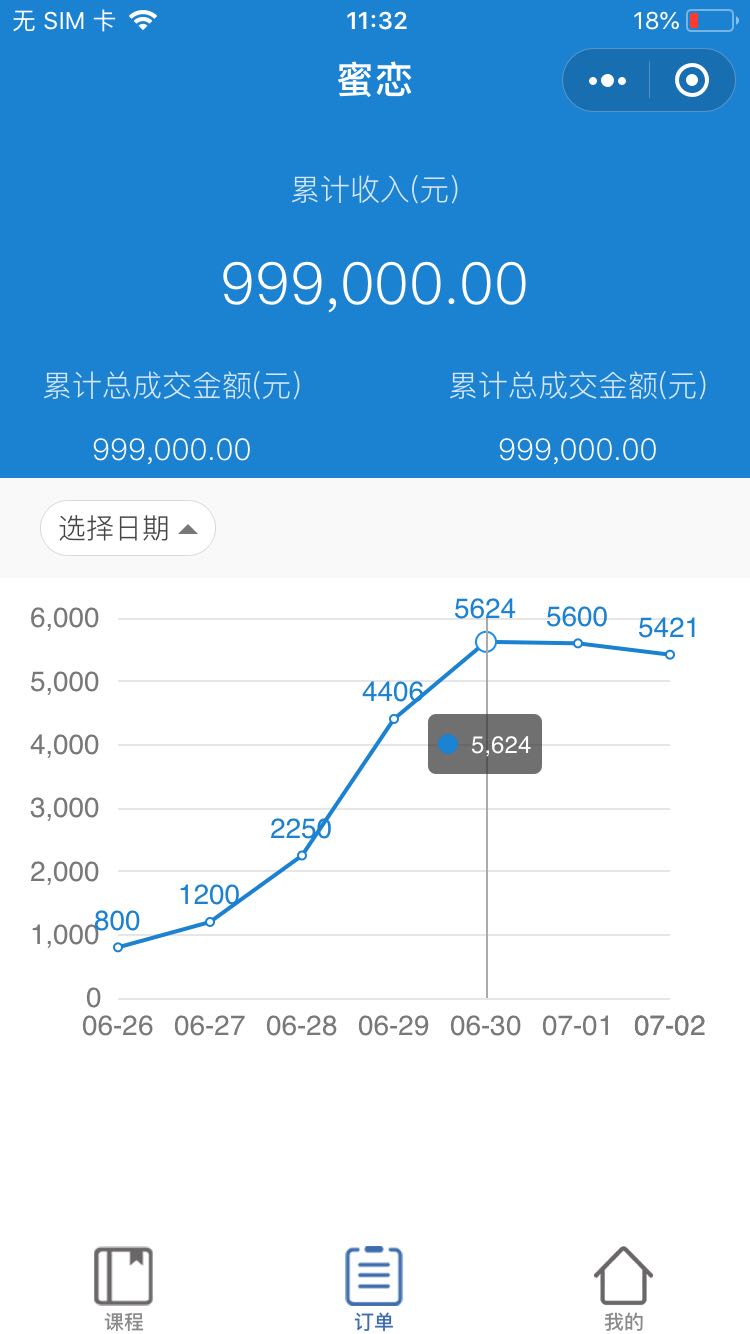 无 SIM 卡 11:32 18%
蜜恋
累计收入(元)
999,000.00
累计总成交金额(元) 累计总成交金额(元)
999,000.00 999,000.00
选择日期
5624
5600
5421
4406
2250
1200
800
5,624
6,000
5,000
4,000
3,000
2,000
1,000
0
06-26 06-27 06-28 06-29 06-30 07-01 07-02
课程 订单 我的